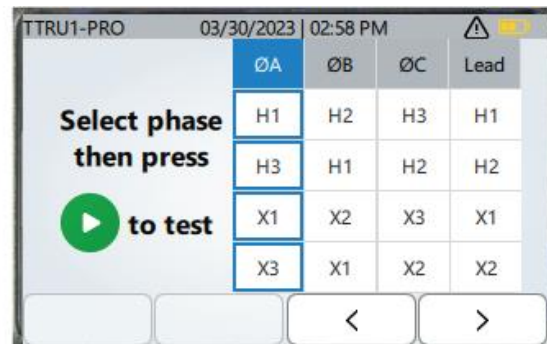 TTRU1-PRO 03/30/2023 | 02:58 PM
ØA ØB ØC Lead
Select phase
then press
to test
H1 H2 H3 H1
H3 H1 H2 H2
X1 X2 X3 X1
X3 X1 X2 X2
< >